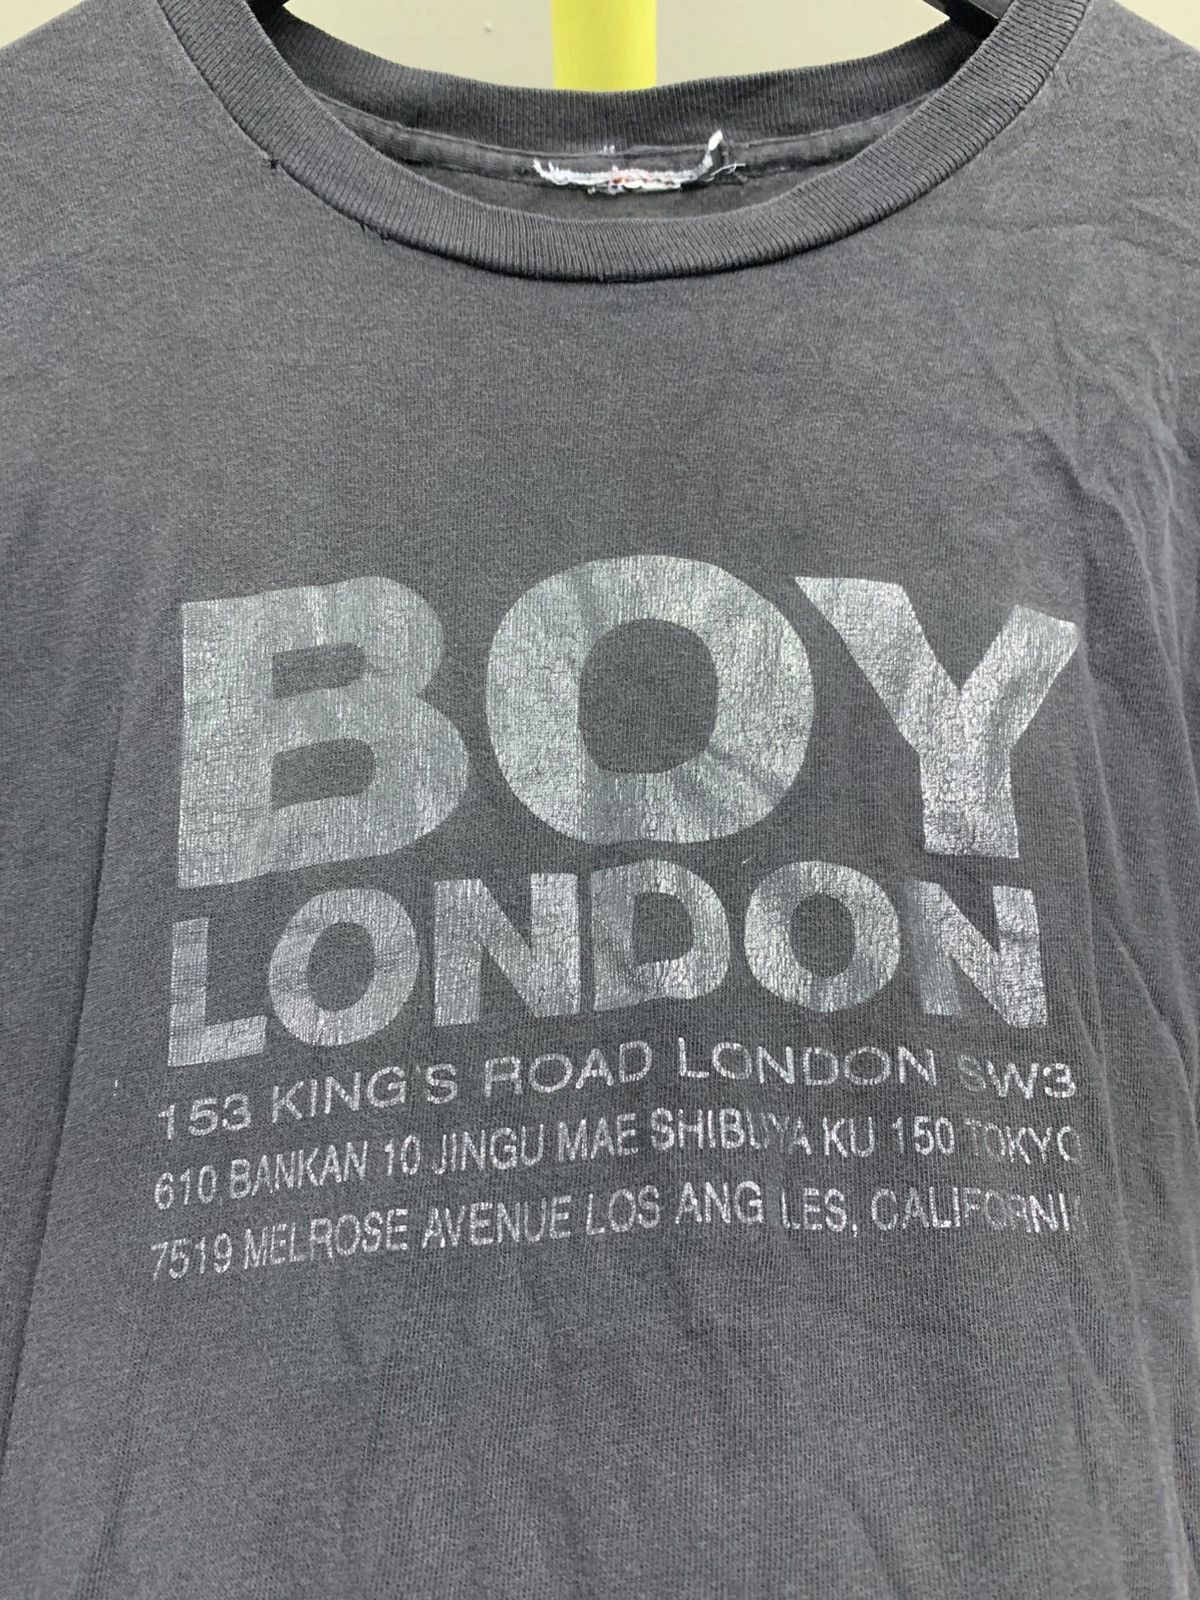 BOY
LONDON
153 KING'S ROAD LONDON SW3
610 BANKAN 10 JINGU MAE SHIBUYA KU 150 TOKYO
7519 MELROSE AVENUE LOS ANGELES, CALIFORNIA